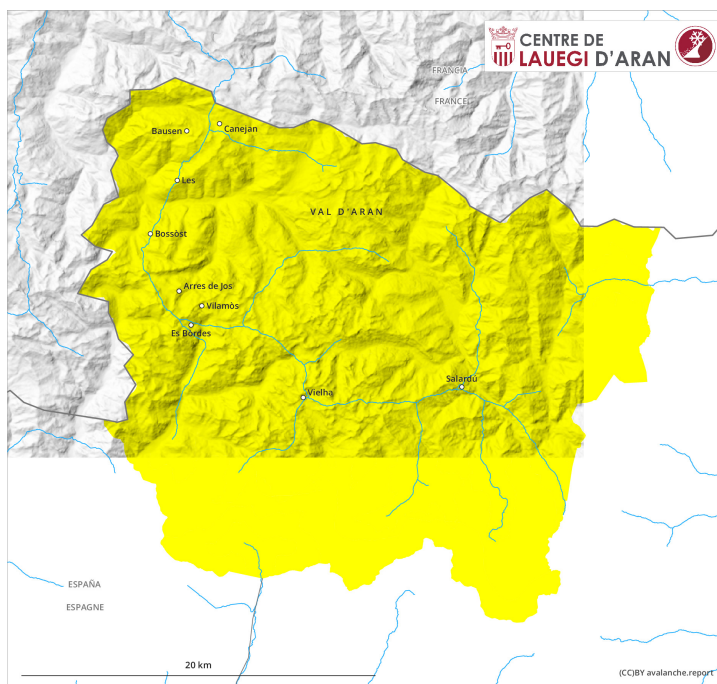 CENTRE DE
LAUEGI D'ARAN
FRANCIA
FRANCE
Bausen
Canejan
Les
VAL D'ARAN
Bossòst
Arres de Jos
Vilamòs
Es Bòrdes
Vielha
Salardú
ESPAÑA
ESPAGNE
20 km
(CC)BY avalanche.report